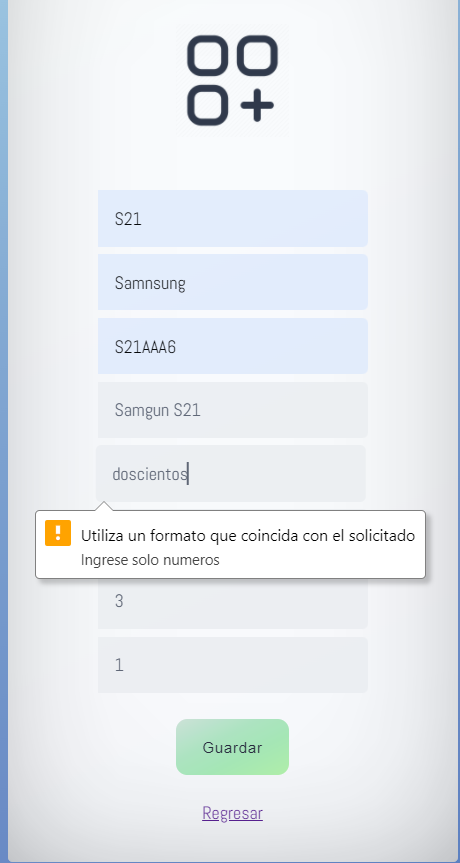 S21
Samnsung
S21AAA6
Samgun S21
doscientos
Utiliza un formato que coincida con el solicitado
Ingrese solo numeros
3
1
Guardar
Regresar